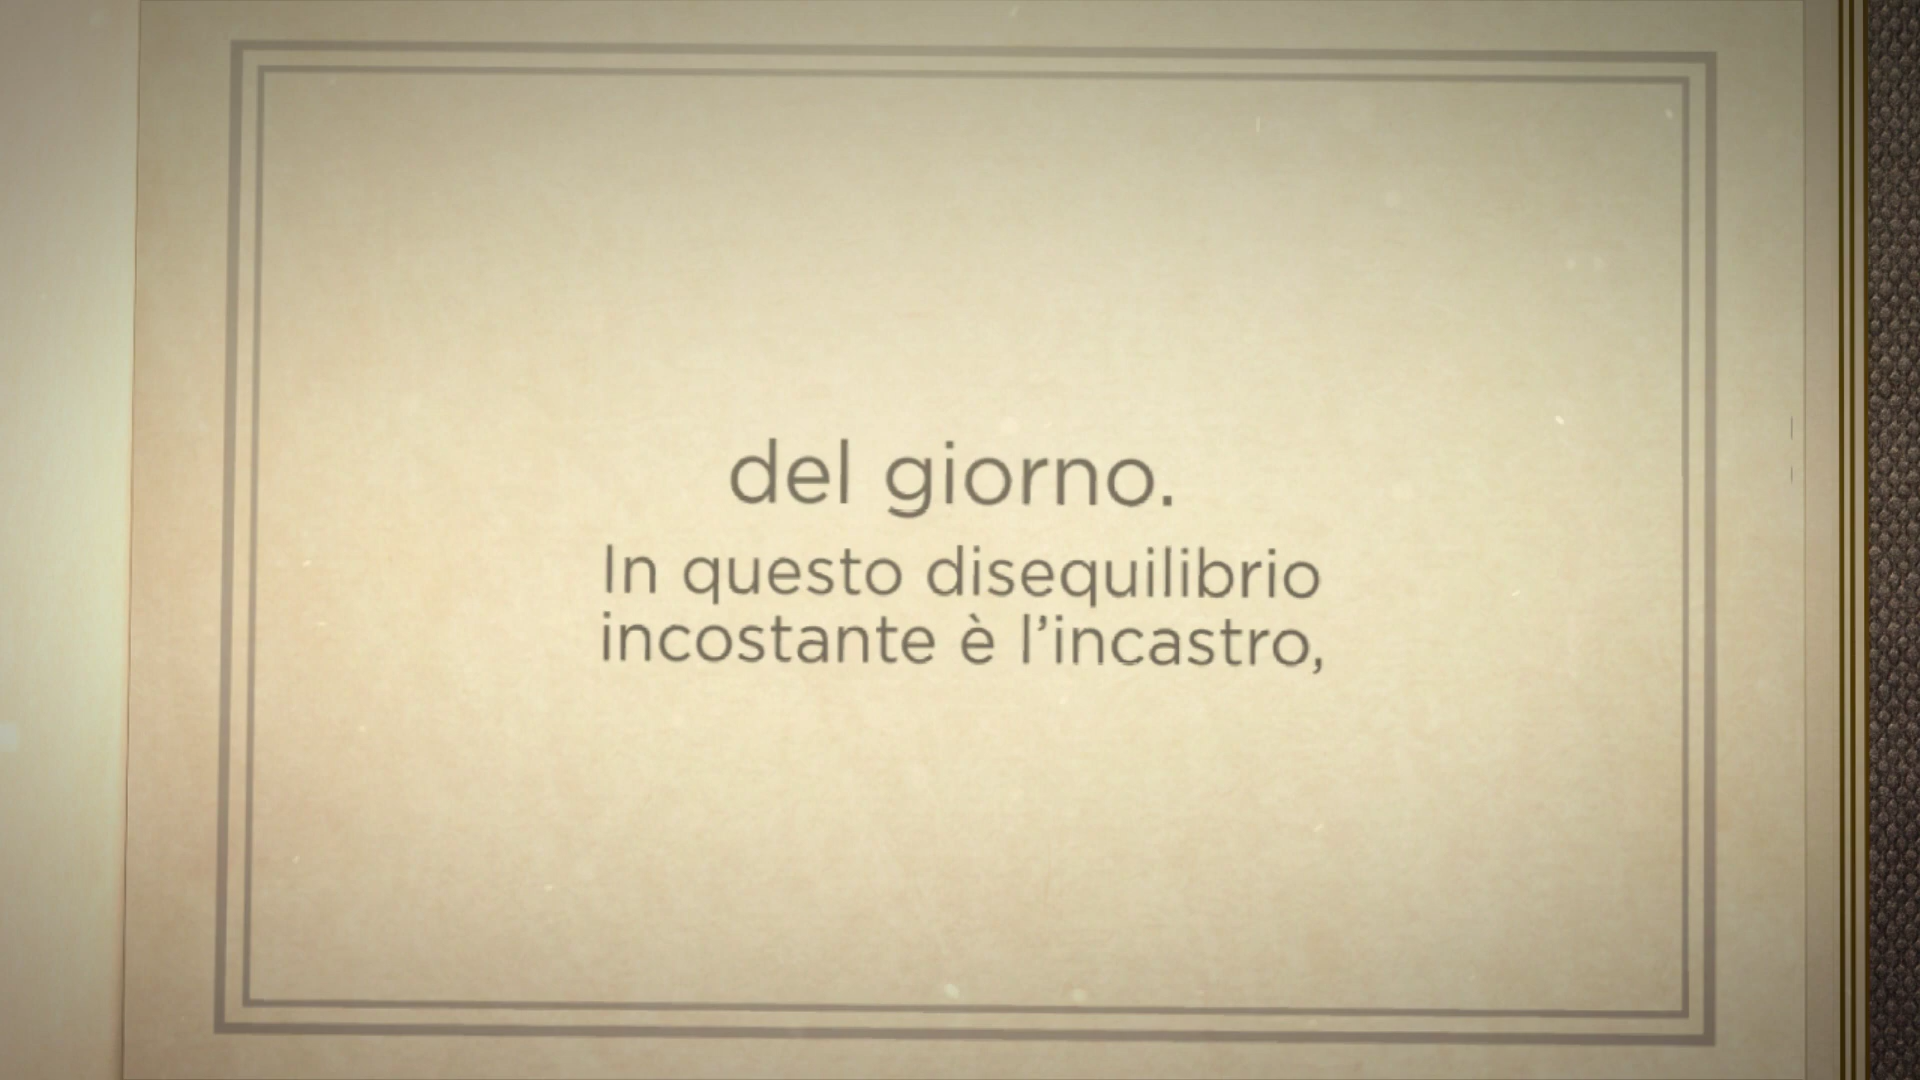 del giorno.
In questo disequilibrio
incostante è l’incastro,